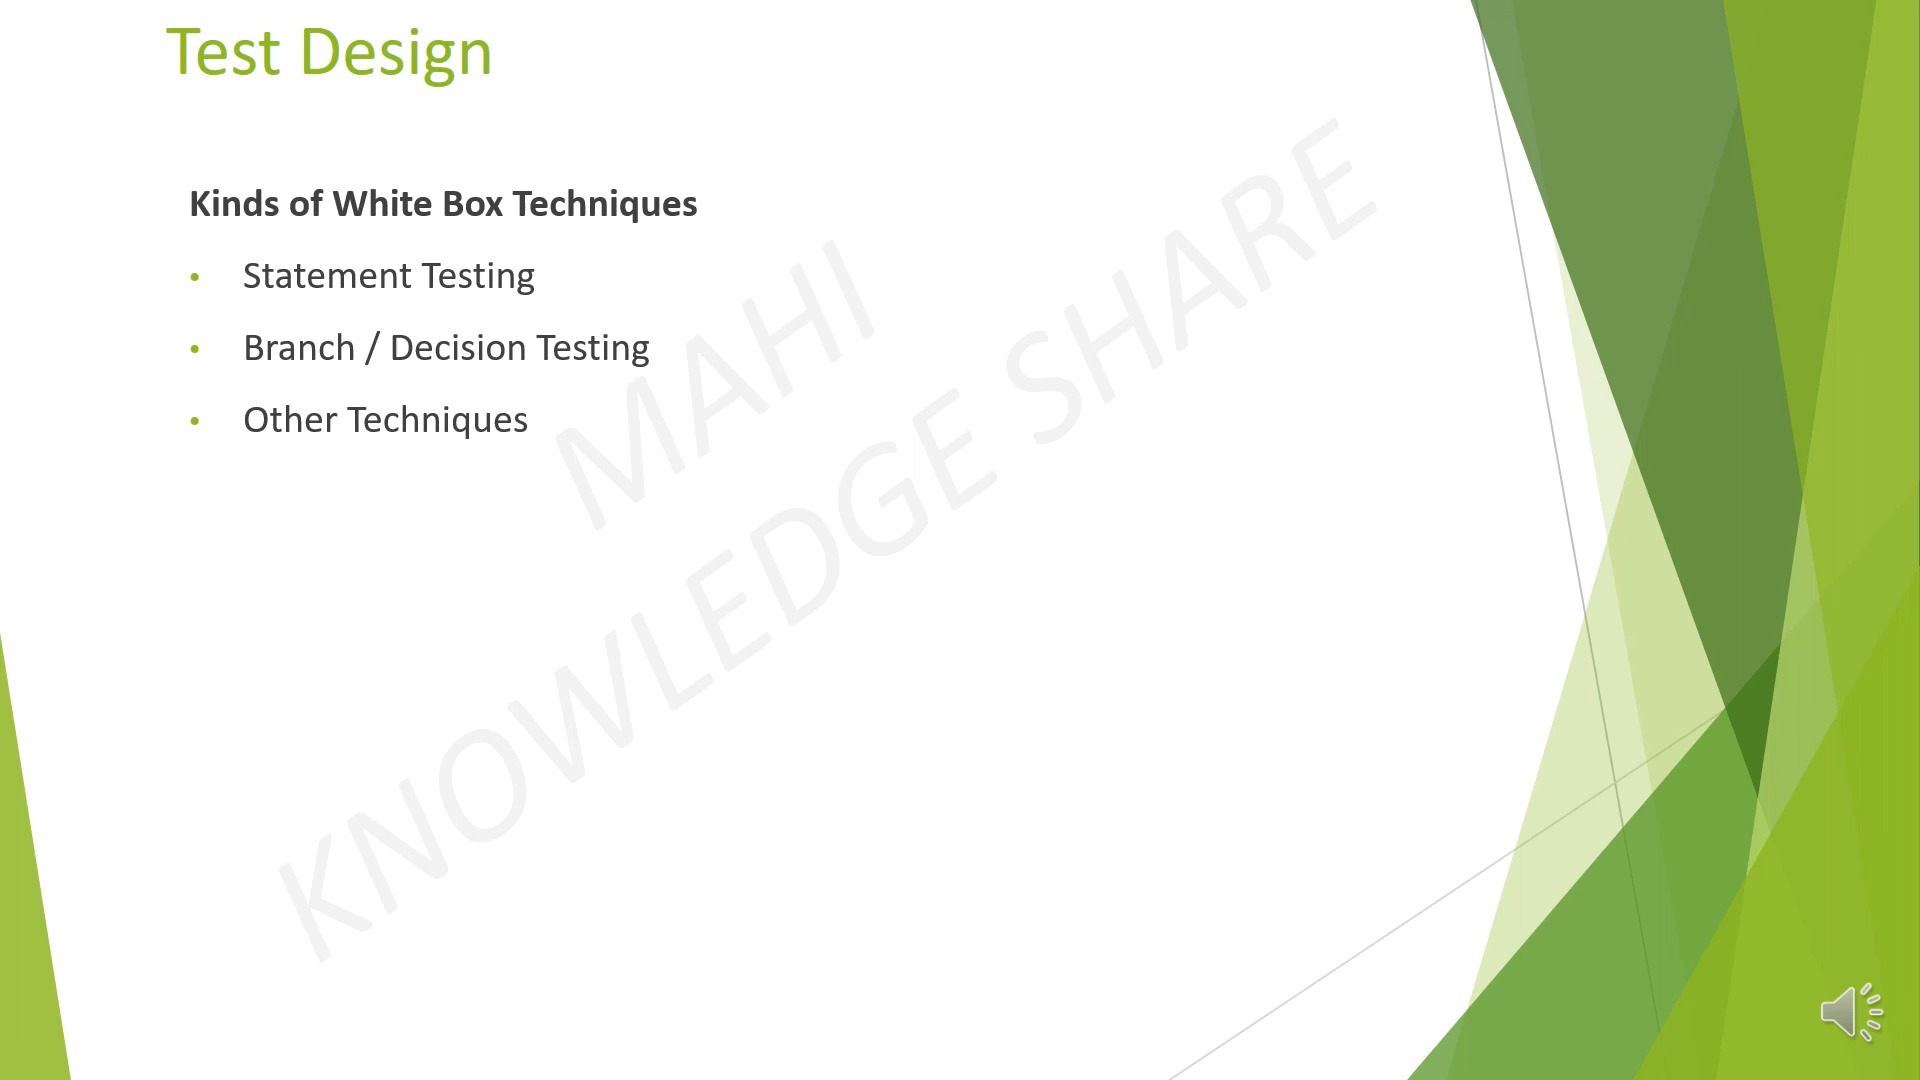 Test Design
Kinds of White Box Techniques
• Statement Testing
• Branch / Decision Testing
• Other Techniques
MAHI
KNOWLEDGE SHARE